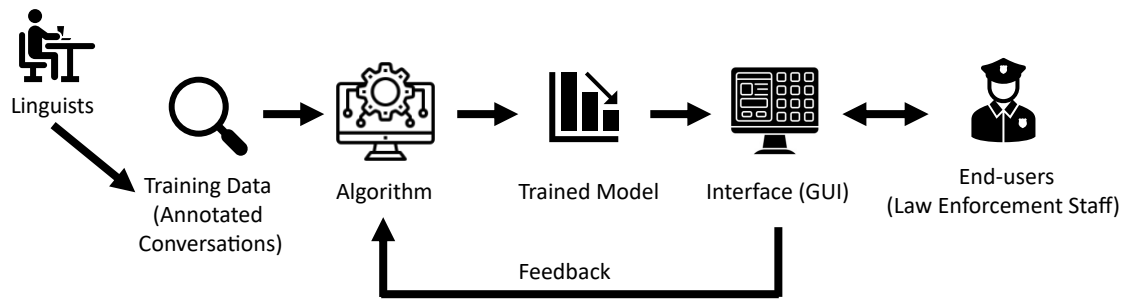 Linguists
Training Data
(Annotated
Conversations)
Algorithm
Trained Model
Interface (GUI)
End-users
(Law Enforcement Staff)
Feedback